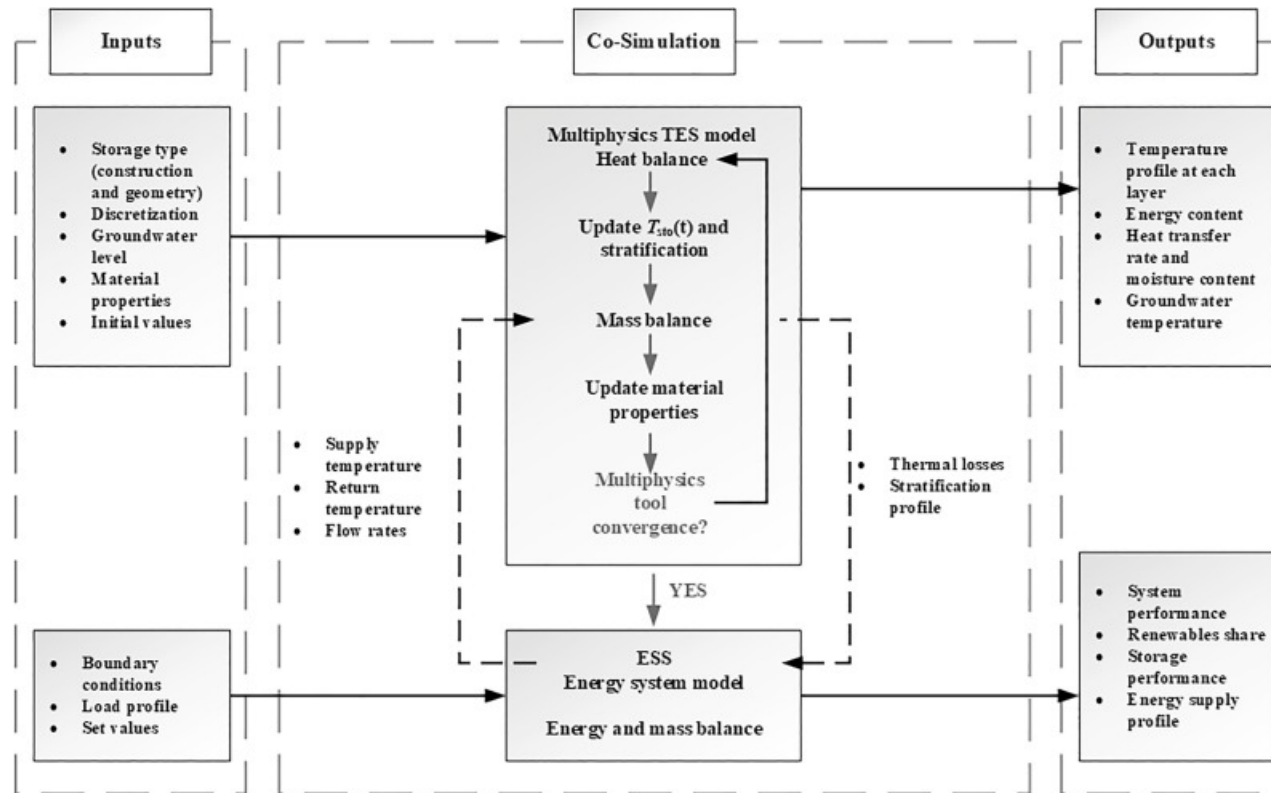 Inputs
Co-Simulation
Outputs
• Storage type
(construction
and geometry)
• Discretization
• Groundwater
level
• Material
properties
• Initial values
Multiphysics TES model
Heat balance
Update Tsto(t) and
stratification
Mass balance
Update material
properties
Multiphysics
tool
convergence?
• Temperature
profile at each
layer
• Energy content
• Heat transfer
rate and
moisture content
• Groundwater
temperature
• Supply
temperature
• Return
temperature
• Flow rates
• Thermal losses
• Stratification
profile
YES
• Boundary
conditions
• Load profile
• Set values
ESS
Energy system model
Energy and mass balance
• System
performance
• Renewables share
• Storage
performance
• Energy supply
profile